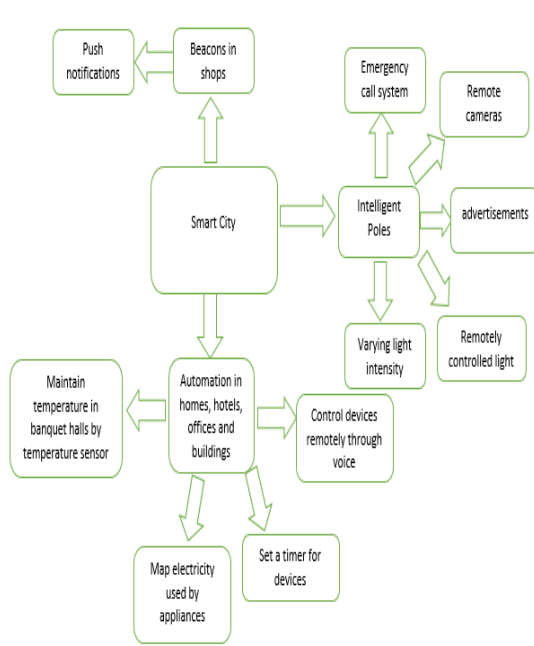 Push
notifications
Beacons in
shops
Emergency
call system
Remote
cameras
Smart City
Intelligent
Poles
advertisements
Varying light
intensity
Remotely
controlled light
Maintain
temperature in
banquet halls by
temperature sensor
Automation in
homes, hotels,
offices and
buildings
Control devices
remotely through
voice
Map electricity
used by
appliances
Set a timer for
devices